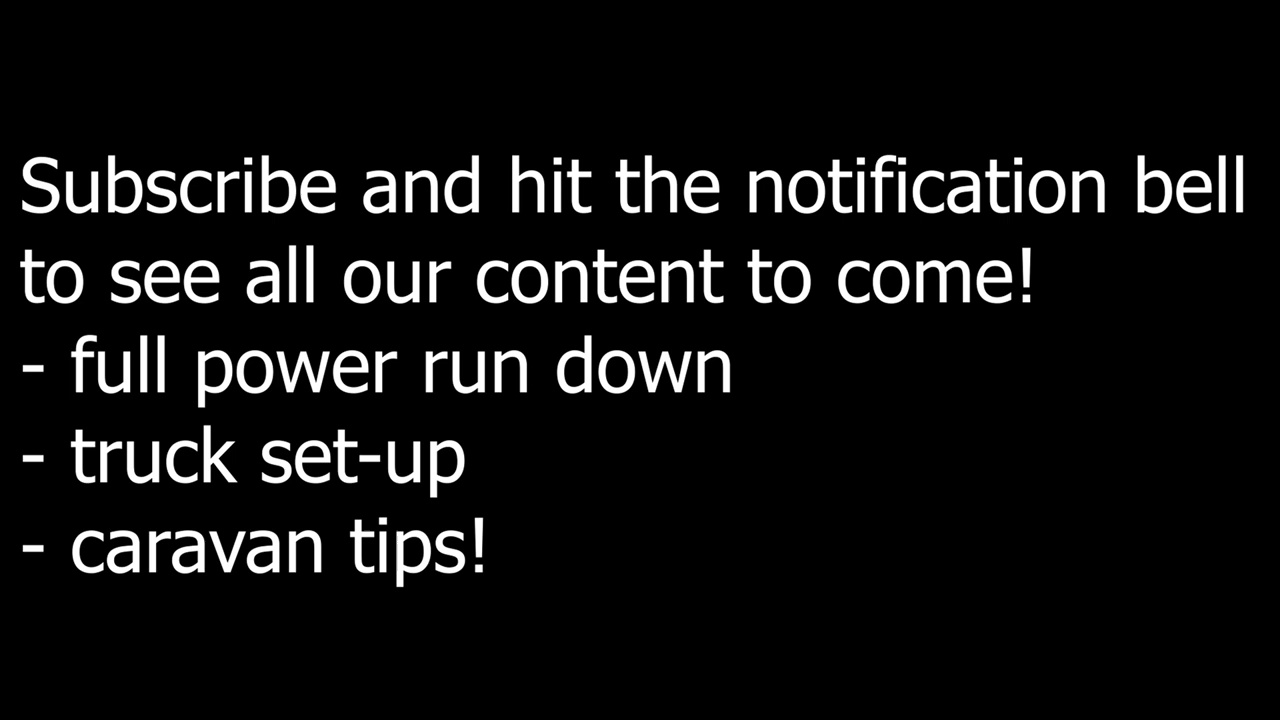 Subscribe and hit the notification bell
to see all our content to come!
- full power run down
- truck set-up
- caravan tips!